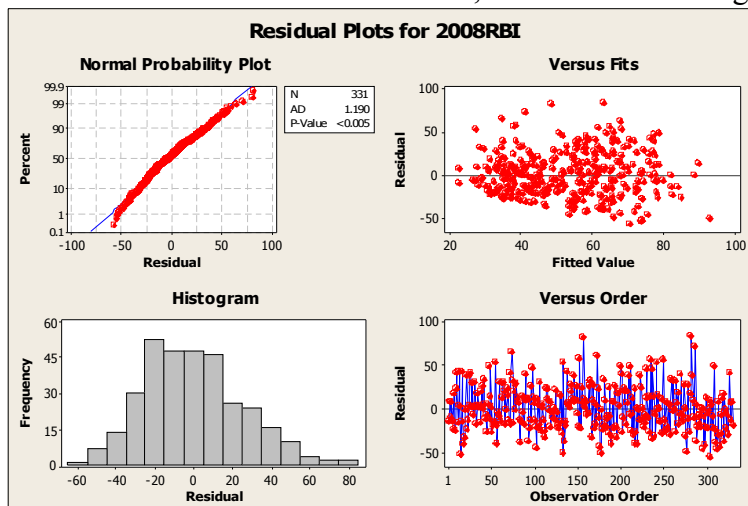 Residual Plots for 2008RBI
Normal Probability Plot
99.9
99
90
50
10
1
0.1
Percent
-100 -50 0 50 100
Residual
N 331
AD 1.190
P-Value <0.005
Versus Fits
100
50
0
-50
Residual
20 40 60 80 100
Fitted Value
Histogram
60
45
30
15
0
Frequency
-60 -40 -20 0 20 40 60 80
Residual
Versus Order
100
50
0
-50
Residual
1 50 100 150 200 250 300
Observation Order